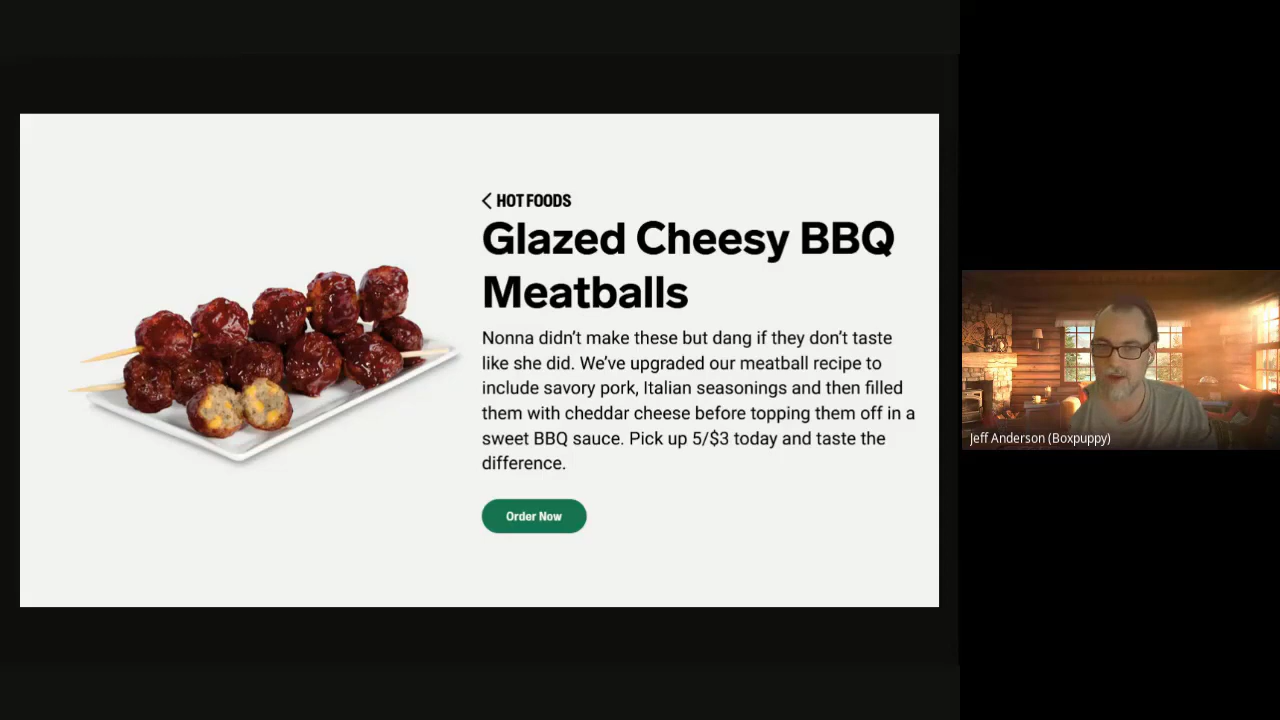 HOT FOODS
Glazed Cheesy BBQ
Meatballs
Nonna didn’t make these but dang if they don’t taste
like she did. We’ve upgraded our meatball recipe to
include savory pork, Italian seasonings and then filled
them with cheddar cheese before topping them off in a
sweet BBQ sauce. Pick up 5/$3 today and taste the
difference.
Order Now
Jeff Anderson (Boxpuppy)